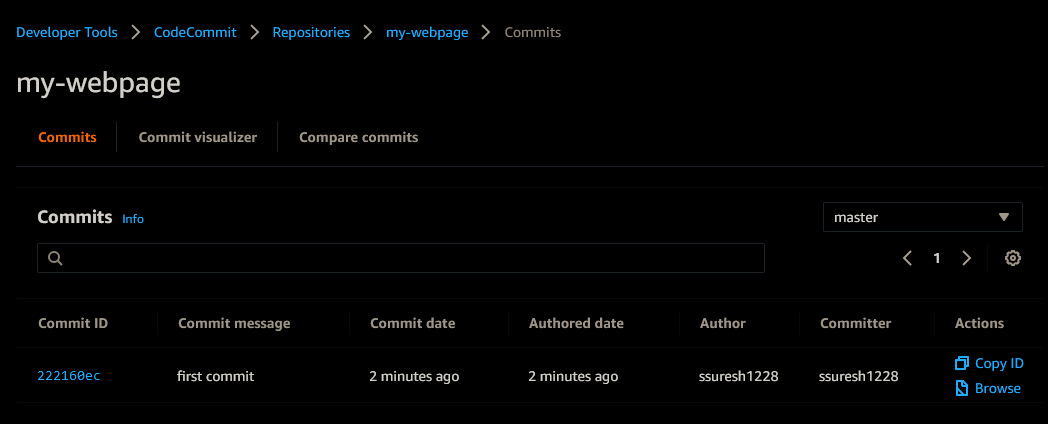 Developer Tools > CodeCommit > Repositories > my-webpage > Commits
my-webpage
Commits Commit visualizer Compare commits
Commits Info master
1
Commit ID Commit message Commit date Authored date Author Committer Actions
222160ec first commit 2 minutes ago 2 minutes ago ssuresh1228 ssuresh1228 Copy ID
Browse